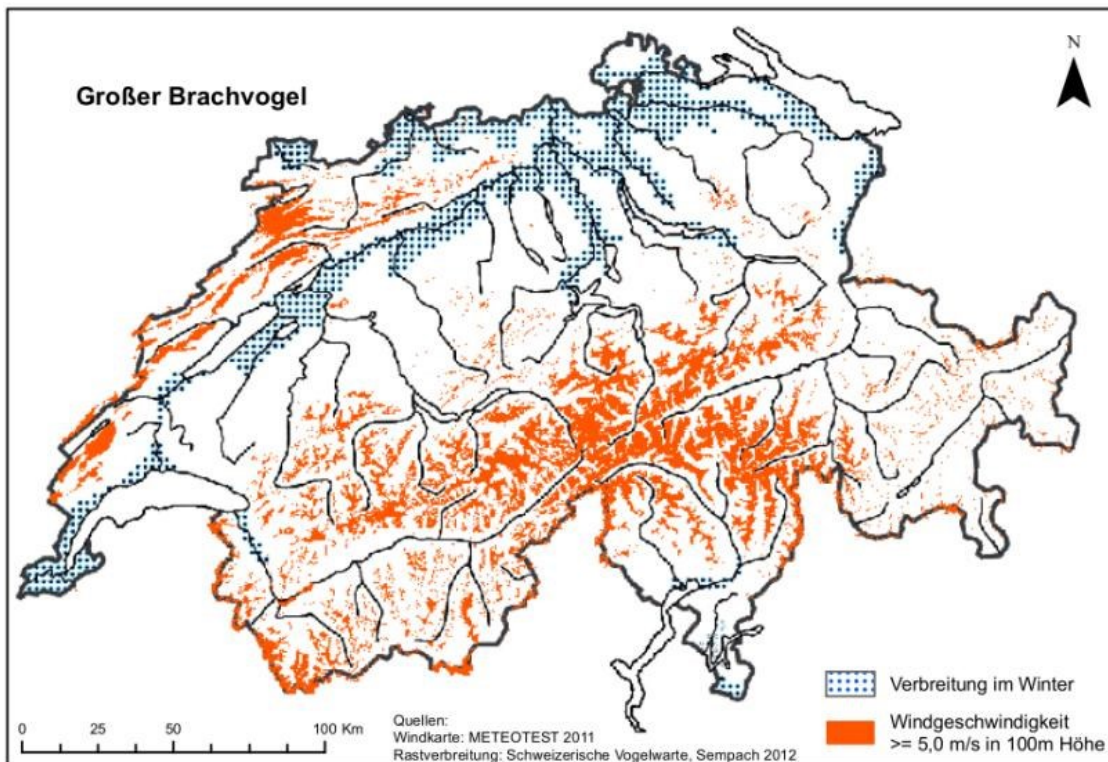 Großer Brachvogel
N
Verbreitung im Winter
Windgeschwindigkeit
>= 5,0 m/s in 100m Höhe
0 25 50 100 Km
Quellen:
Windkarte: METEOTEST 2011
Rastverbreitung: Schweizerische Vogelwarte, Sempach 2012